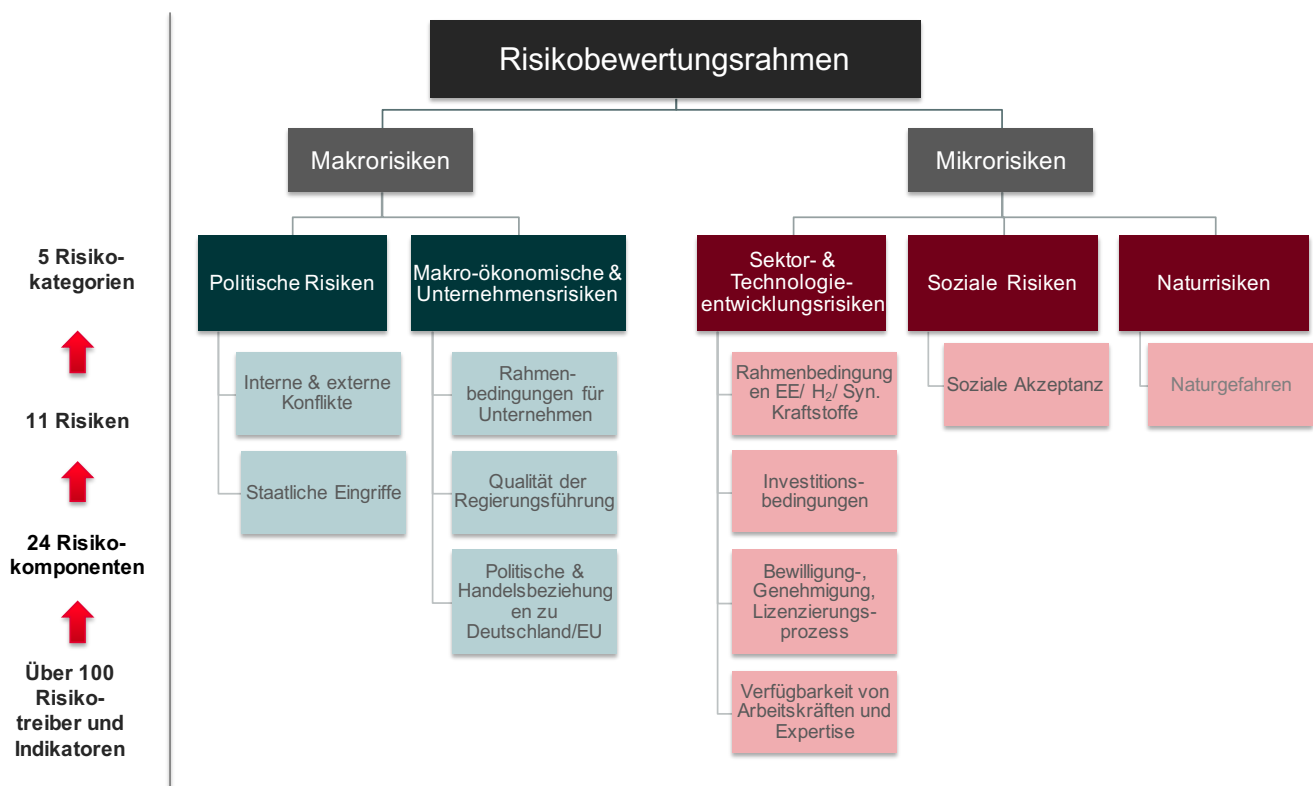 Risikobewertungsrahmen
Makrorisiken
Mikrorisiken
5 Risiko-
kategorien
11 Risiken
24 Risiko-
komponenten
Über 100
Risiko-
treiber und
Indikatoren
Politische Risiken
Interne & externe
Konflikte
Staatliche Eingriffe
Makro-ökonomische &
Unternehmensrisiken
Rahmen-
bedingungen für
Unternehmen
Qualität der
Regierungsführung
Politische &
Handelsbeziehung
en zu
Deutschland/EU
Sektor- &
Technologie-
entwicklungsrisiken
Rahmenbedingung
en EE/ H₂/ Syn.
Kraftstoffe
Investitions-
bedingungen
Bewilligung-,
Genehmigung,
Lizenzierungs-
prozess
Verfügbarkeit von
Arbeitskräften und
Expertise
Soziale Risiken
Soziale Akzeptanz
Naturrisiken
Naturgefahren